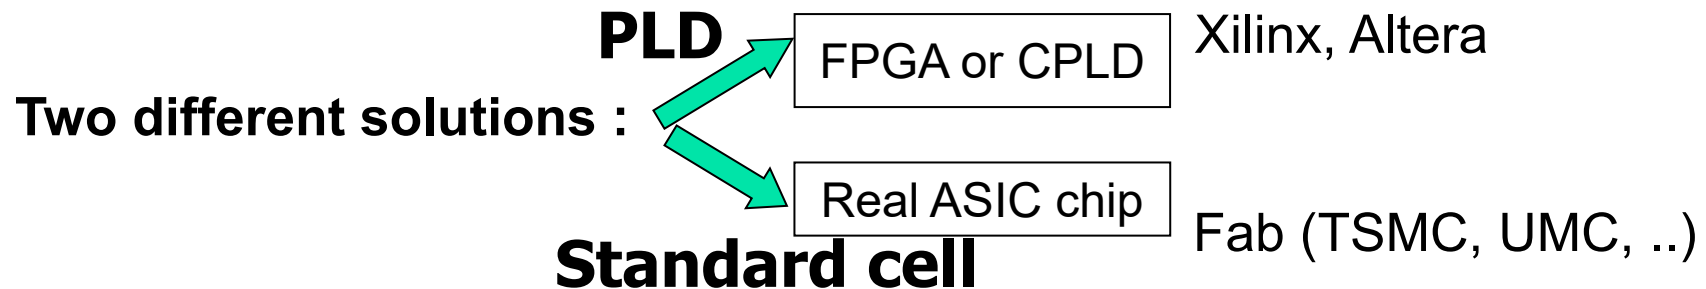 PLD
FPGA or CPLD
Xilinx, Altera
Two different solutions :
Real ASIC chip
Fab (TSMC, UMC, ..)
Standard cell